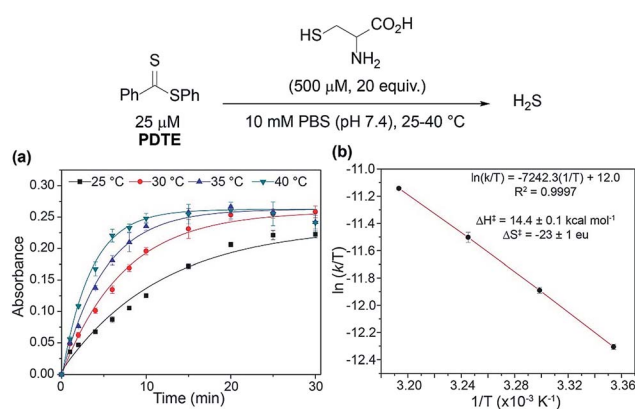 HS
CO₂H
NH₂
S
Ph
SPh
25 μM
PDTE
(500 μM, 20 equiv.)
10 mM PBS (pH 7.4), 25-40 °C
H₂S
(a)
25 °C 30 °C 35 °C 40 °C
0.30
0.25
0.20
0.15
0.10
0.05
0.00
0 10 20 30
Absorbance
Time (min)
(b)
ln(k/T) = -7242.3(1/T) + 12.0
R² = 0.9997
ΔH‡ = 14.4 ± 0.1 kcal mol⁻¹
ΔS‡ = -23 ± 1 eu
-11.0
-11.2
-11.4
-11.6
-11.8
-12.0
-12.2
-12.4
3.20 3.24 3.28 3.32 3.36
ln (k/T)
1/T (x10⁻³ K⁻¹)